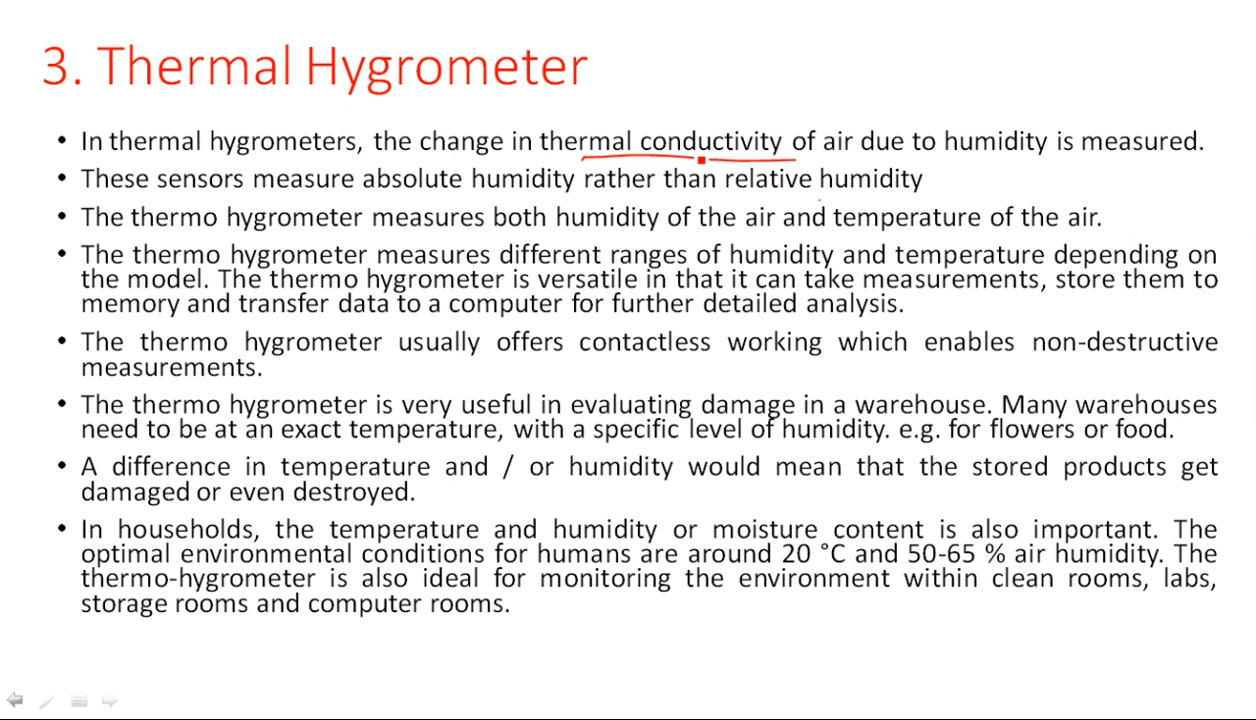 3. Thermal Hygrometer
• In thermal hygrometers, the change in thermal conductivity of air due to humidity is measured.
• These sensors measure absolute humidity rather than relative humidity
• The thermo hygrometer measures both humidity of the air and temperature of the air.
• The thermo hygrometer measures different ranges of humidity and temperature depending on
the model. The thermo hygrometer is versatile in that it can take measurements, store them to
memory and transfer data to a computer for further detailed analysis.
• The thermo hygrometer usually offers contactless working which enables non-destructive
measurements.
• The thermo hygrometer is very useful in evaluating damage in a warehouse. Many warehouses
need to be at an exact temperature, with a specific level of humidity. e.g. for flowers or food.
• A difference in temperature and / or humidity would mean that the stored products get
damaged or even destroyed.
• In households, the temperature and humidity or moisture content is also important. The
optimal environmental conditions for humans are around 20 °C and 50-65 % air humidity. The
thermo-hygrometer is also ideal for monitoring the environment within clean rooms, labs,
storage rooms and computer rooms.